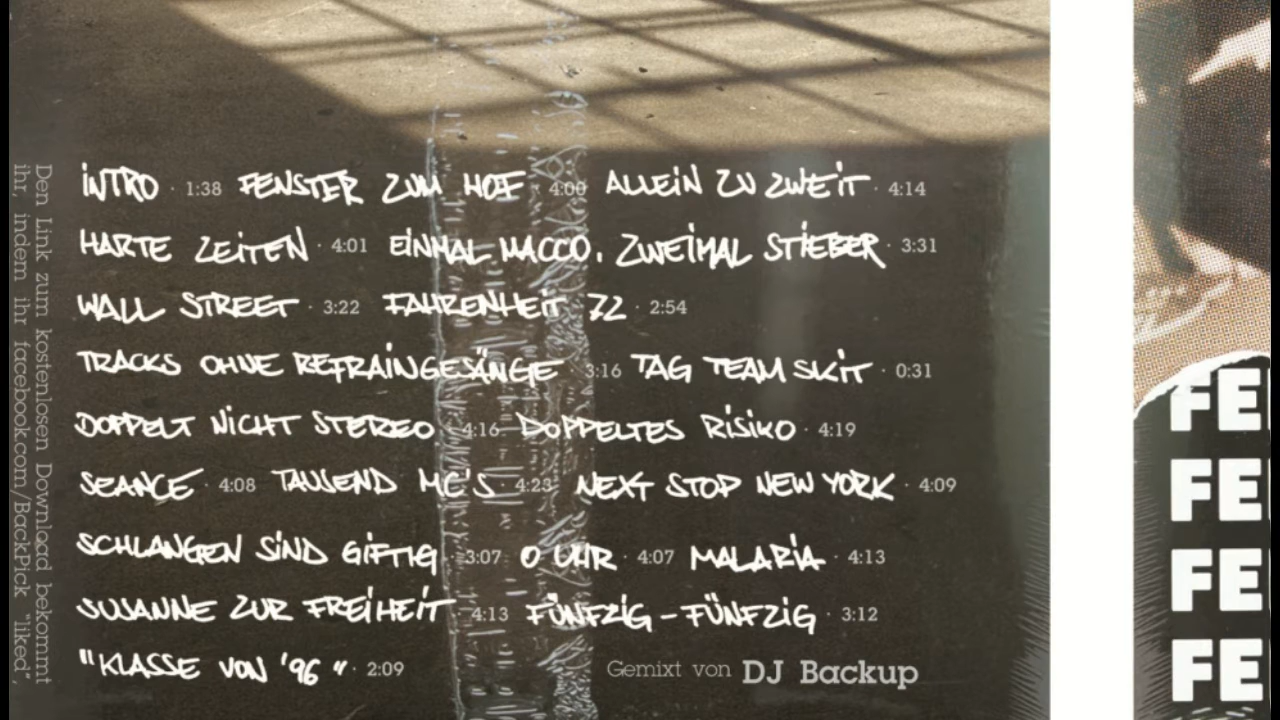 INTRO · 1:38 FENSTER ZUM HOF · 4:00 ALLEIN ZU ZWEIT · 4:14
HARTE ZEITEN · 4:01 EINMAL MACCO, ZWEIMAL STIEBER · 3:31
WALL STREET · 3:22 FAHRENHEIT 72 · 2:54
TRACKS OHNE REFRAINGESÄNGE · 3:16 TAG TEAM SKIT · 0:31
DOPPELT NICHT STEREO · 4:16 DOPPELTES RISIKO · 4:19
SEANCE · 4:08 TAUSEND MC'S · 4:23 NEXT STOP NEW YORK · 4:09
SCHLANGEN SIND GIFTIG · 3:07 0 UHR · 4:07 MALARIA · 4:13
SUSANNE ZUR FREIHEIT · 4:13 FÜNFZIG-FÜNFZIG · 3:12
"KLASSE VON '96" · 2:09
Gemixt von DJ Backup
Den Link zum kostenlosen Download bekommt
ihr, indem ihr facebook.com/BackPick "liked",
FE
FE
FE
FE